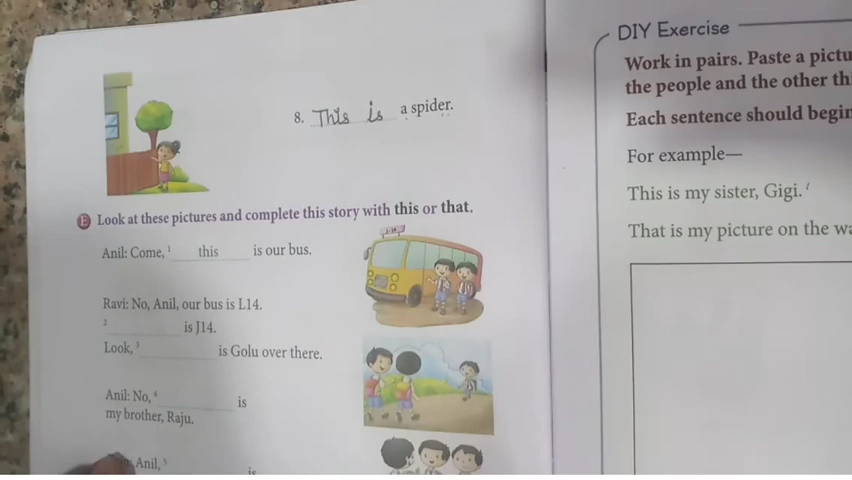 8. This is a spider.
E Look at these pictures and complete this story with this or that.
Anil: Come, 1 this is our bus.
Ravi: No, Anil, our bus is L14.
2 is J14.
Look, 3 is Golu over there.
Anil: No, 4 is
my brother, Raju.
Anil, 5 is
DIY Exercise
Work in pairs. Paste a
the people and the other
Each sentence should begin
For example—
This is my sister, Gigi.
That is my picture on the